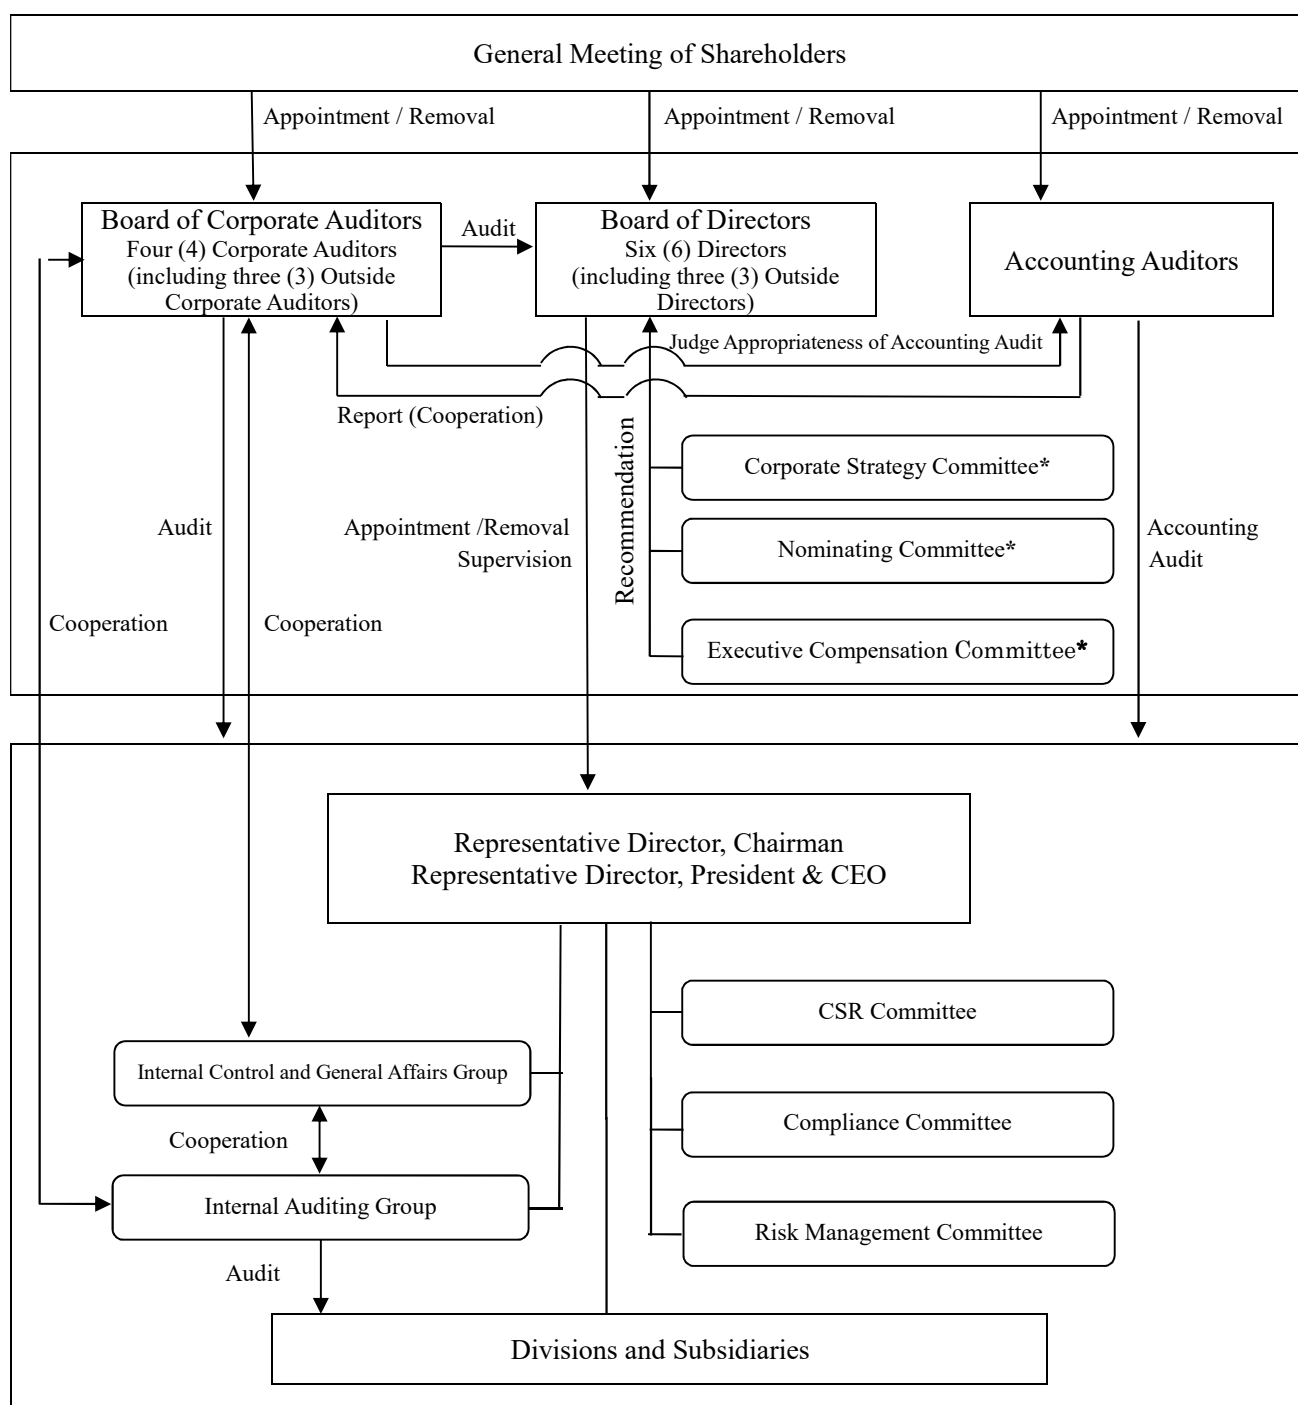 General Meeting of Shareholders
Appointment / Removal
Appointment / Removal
Appointment / Removal
Board of Corporate Auditors
Four (4) Corporate Auditors
(including three (3) Outside
Corporate Auditors)
Audit
Board of Directors
Six (6) Directors
(including three (3) Outside
Directors)
Accounting Auditors
Judge Appropriateness of Accounting Audit
Report (Cooperation)
Recommendation
Corporate Strategy Committee*
Nominating Committee*
Executive Compensation Committee*
Audit
Appointment /Removal
Supervision
Accounting
Audit
Cooperation
Cooperation
Representative Director, Chairman
Representative Director, President & CEO
CSR Committee
Internal Control and General Affairs Group
Compliance Committee
Cooperation
Internal Auditing Group
Risk Management Committee
Audit
Divisions and Subsidiaries